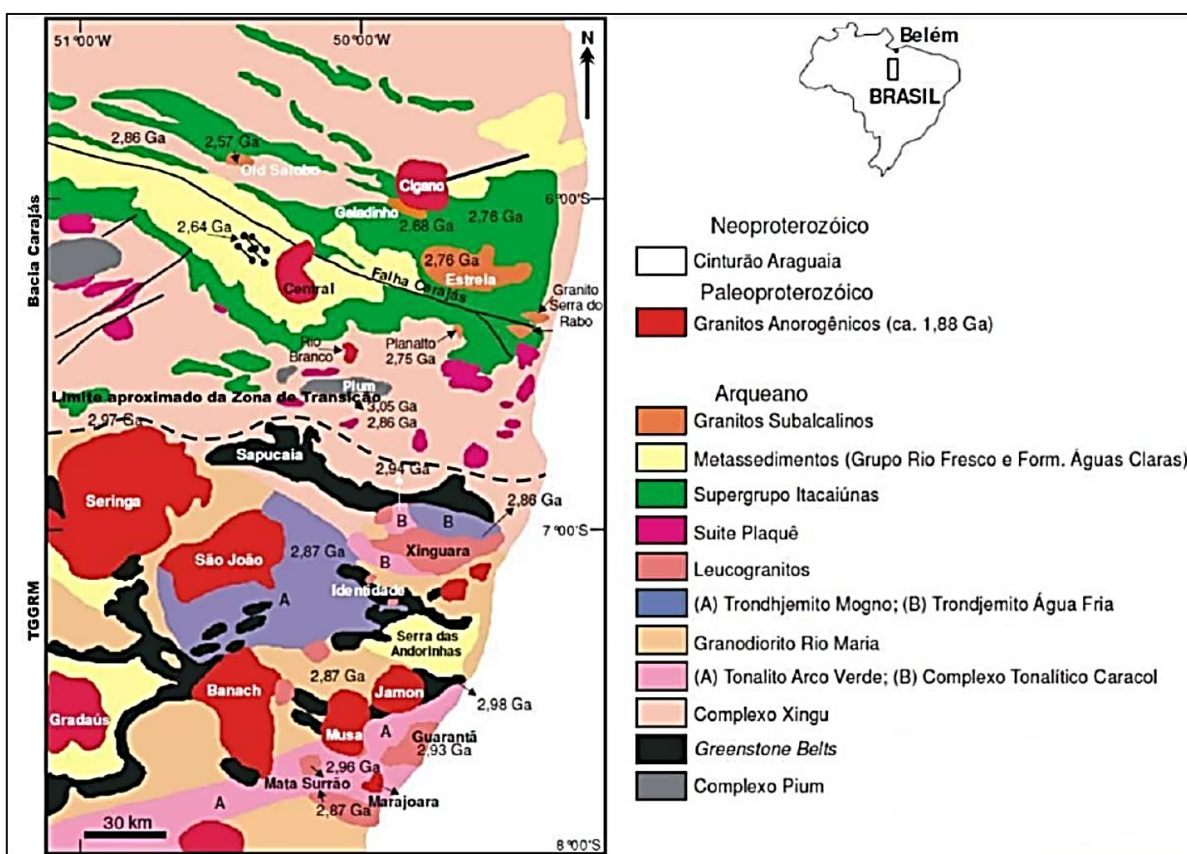 51°00'W
50°00'W
N
2,86 Ga
2,57 Ga
Old Salobo
Cigano
6°00'S
Geladinho
2,76 Ga
2,68 Ga
2,64 Ga
2,76 Ga
Estrela
Central
Falha Carajás
Granito
Serra do
Rabo
Rio
Branco
Planalto
2,75 Ga
Pium
Limite aproximado da Zona de Transição
3,05 Ga
2,97 Ga
2,86 Ga
Sapucaia
2,94 Ga
2,86 Ga
Seringa
B
B
7°00'S
São João
2,87 Ga
Xinguara
B
Identidade
A
Serra das
Andorinhas
2,87 Ga
Banach
Jamon
2,98 Ga
Gradaús
Musa
A
Guarantã
2,93 Ga
2,96 Ga
Mata Surrão
Marajoara
A
2,87 Ga
30 km
8°00'S
Bacia Carajás
TGGRM
Belém
BRASIL
Neoproterozóico
Cinturão Araguaia
Paleoproterozóico
Granitos Anorogênicos (ca. 1,88 Ga)
Arqueano
Granitos Subalcalinos
Metassedimentos (Grupo Rio Fresco e Form. Águas Claras)
Supergrupo Itacaiúnas
Suite Plaquê
Leucogranitos
(A) Trondhjemito Mogno; (B) Trondjemito Água Fria
Granodiorito Rio Maria
(A) Tonalito Arco Verde; (B) Complexo Tonalítico Caracol
Complexo Xingu
Greenstone Belts
Complexo Pium